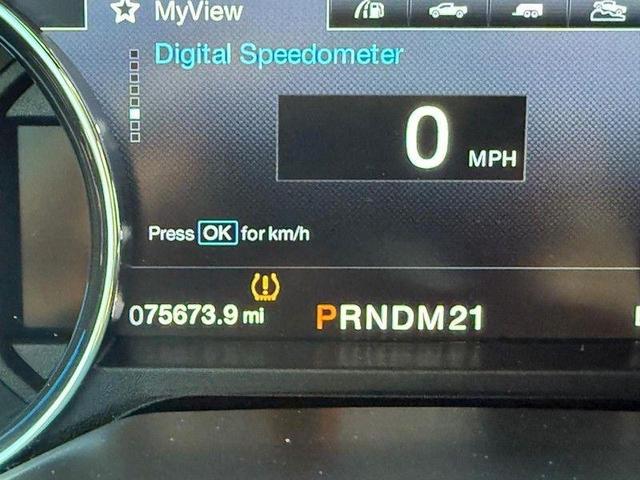 MyView
Digital Speedometer
0 MPH
Press OK for km/h
075673.9 mi
PRNDM21